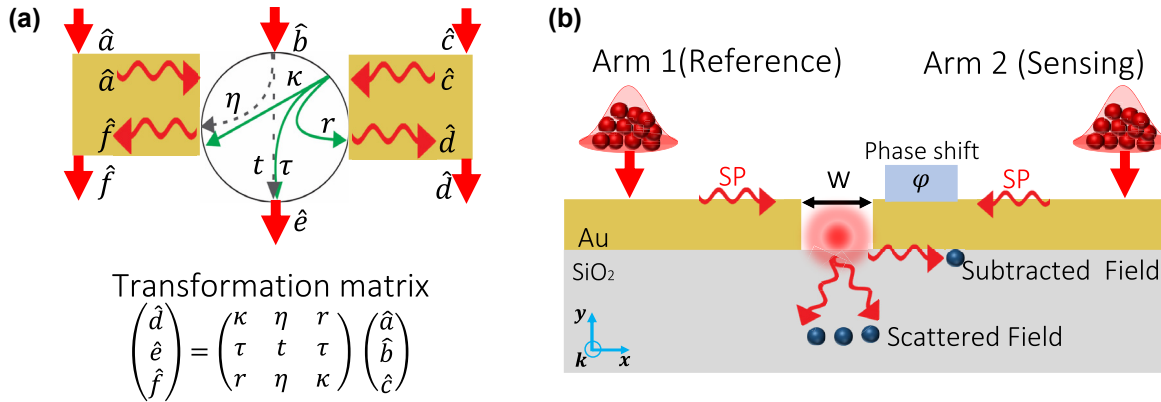 (a)
â b̂ ĉ
â κ ĉ
η r
f̂ t τ d̂
f̂ ê d̂
Transformation matrix
(d̂ ê f̂) = (κ η r τ t τ r η κ) (â b̂ ĉ)
(b)
Arm 1(Reference)
Arm 2 (Sensing)
Phase shift
SP W φ SP
Au
SiO₂
Subtracted Field
y
k x
Scattered Field